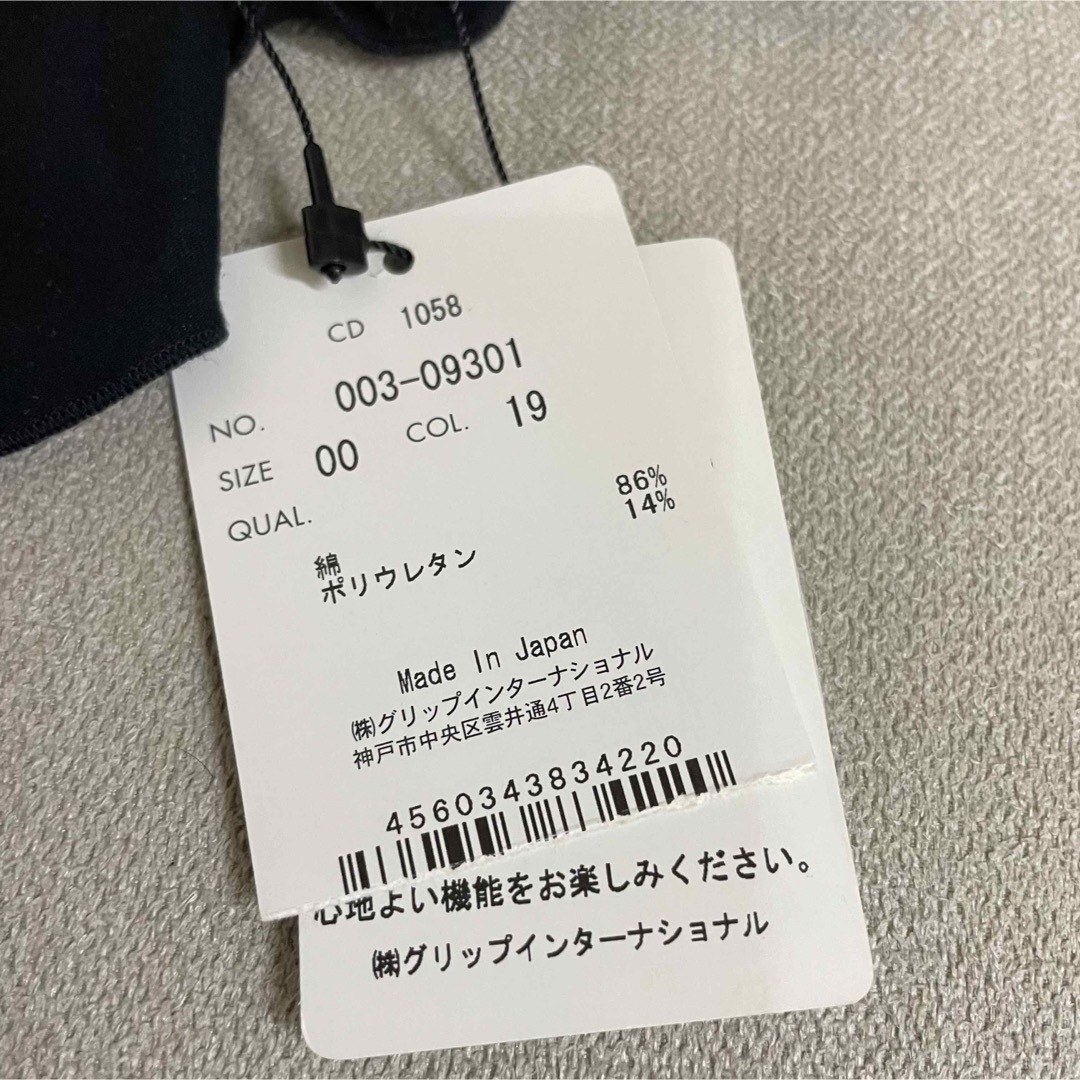 CD 1058
NO. 003-09301
SIZE 00 COL. 19
QUAL.
綿 86%
ポリウレタン 14%
Made In Japan
㈱グリップインターナショナル
神戸市中央区雲井通4丁目2番2号
4560343834220
心地よい機能をお楽しみください。
㈱グリップインターナショナル